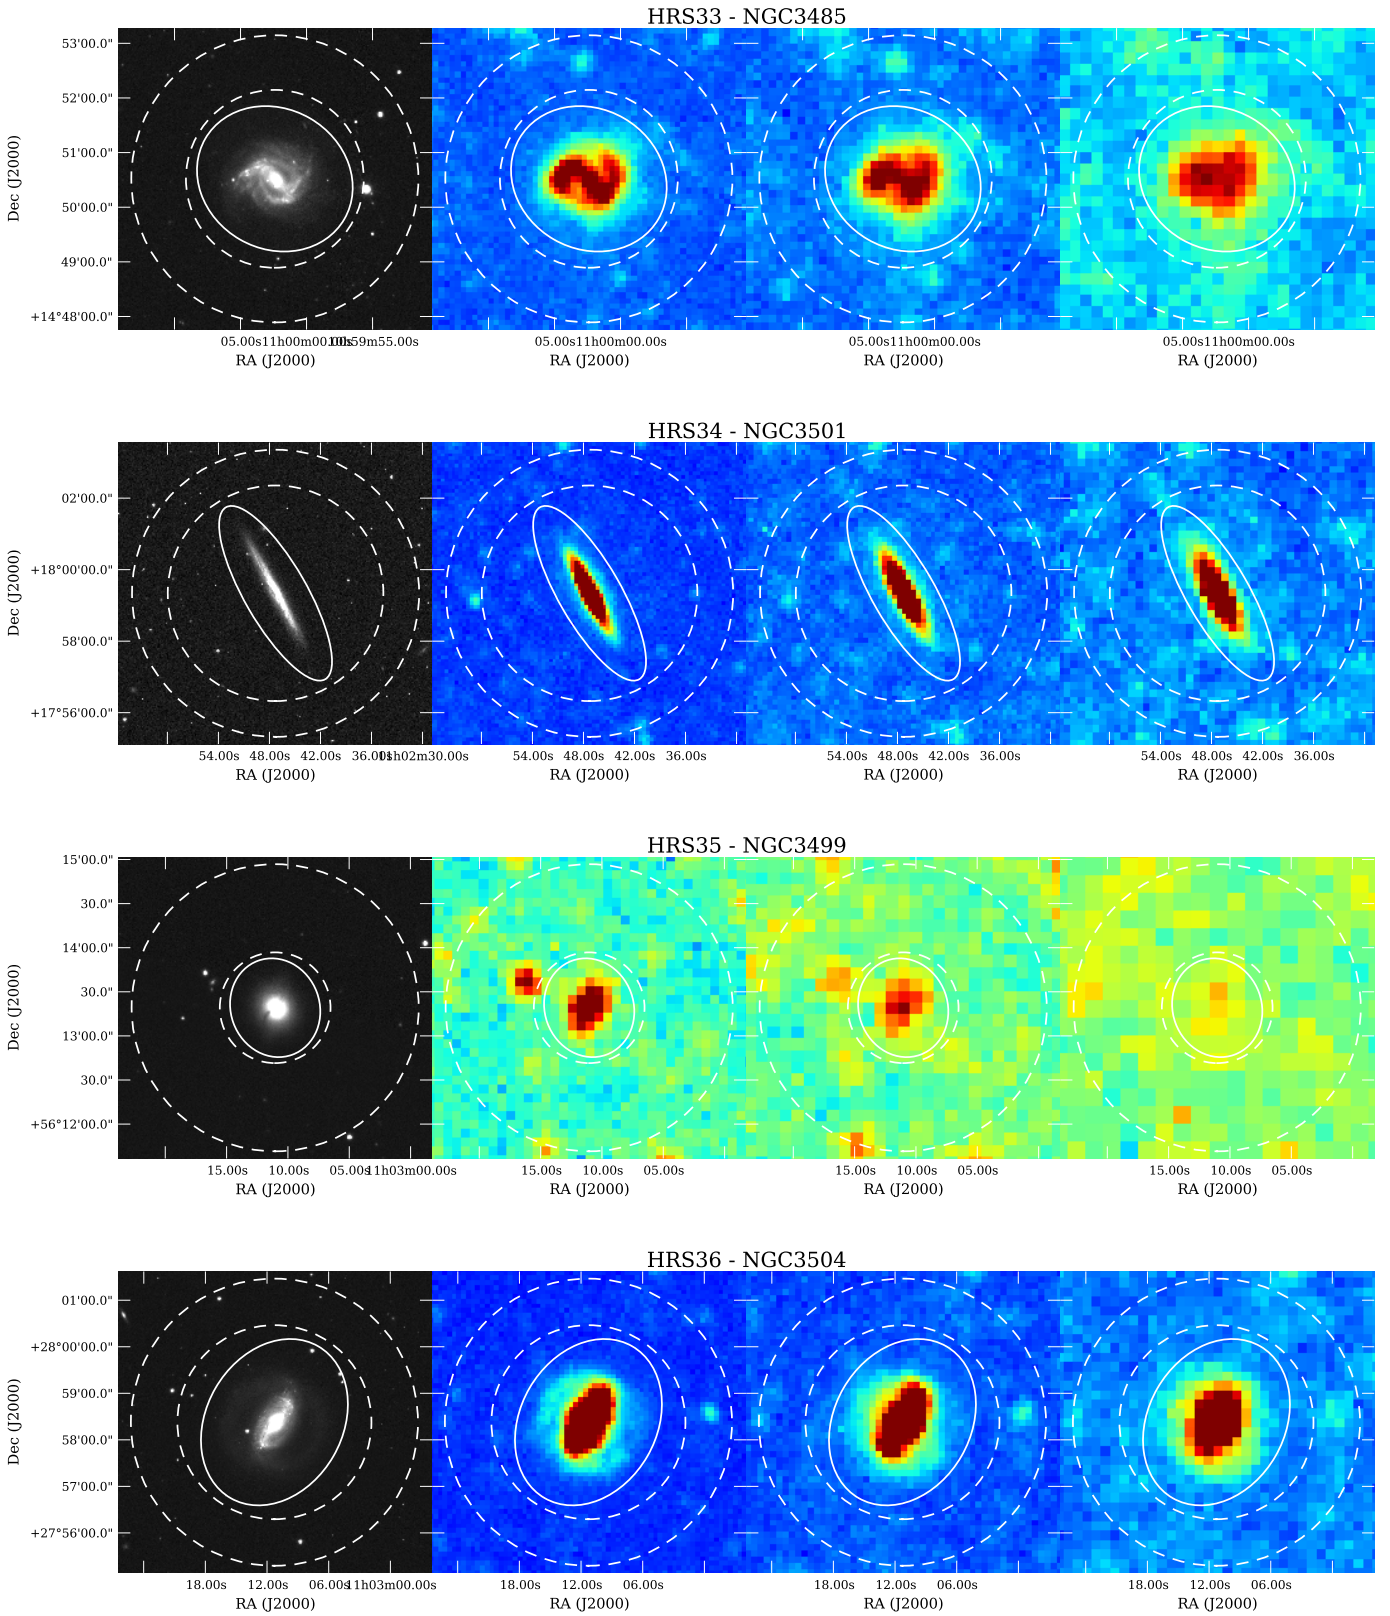 HRS33 - NGC3485
53'00.0"
52'00.0"
51'00.0"
50'00.0"
49'00.0"
+14°48'00.0"
Dec (J2000)
05.00s11h00m00.00s 10h59m55.00s 05.00s11h00m00.00s 05.00s11h00m00.00s 05.00s11h00m00.00s
RA (J2000) RA (J2000) RA (J2000) RA (J2000)
HRS34 - NGC3501
02'00.0"
+18°00'00.0"
58'00.0"
+17°56'00.0"
Dec (J2000)
54.00s 48.00s 42.00s 36.00s 11h02m30.00s 54.00s 48.00s 42.00s 36.00s 54.00s 48.00s 42.00s 36.00s 54.00s 48.00s 42.00s 36.00s
RA (J2000) RA (J2000) RA (J2000) RA (J2000)
HRS35 - NGC3499
15'00.0"
30.0"
14'00.0"
30.0"
13'00.0"
30.0"
+56°12'00.0"
Dec (J2000)
15.00s 10.00s 05.00s 11h03m00.00s 15.00s 10.00s 05.00s 15.00s 10.00s 05.00s 15.00s 10.00s 05.00s
RA (J2000) RA (J2000) RA (J2000) RA (J2000)
HRS36 - NGC3504
01'00.0"
+28°00'00.0"
59'00.0"
58'00.0"
57'00.0"
+27°56'00.0"
Dec (J2000)
18.00s 12.00s 06.00s 11h03m00.00s 18.00s 12.00s 06.00s 18.00s 12.00s 06.00s 18.00s 12.00s 06.00s
RA (J2000) RA (J2000) RA (J2000) RA (J2000)